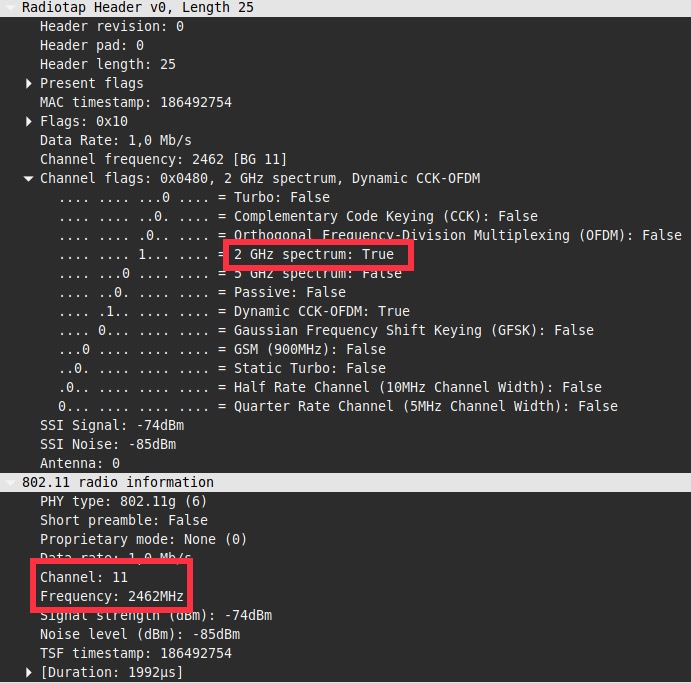 Radiotap Header v0, Length 25
Header revision: 0
Header pad: 0
Header length: 25
Present flags
MAC timestamp: 186492754
Flags: 0x10
Data Rate: 1,0 Mb/s
Channel frequency: 2462 [BG 11]
Channel flags: 0x0480, 2 GHz spectrum, Dynamic CCK-OFDM
.... .... ...0 .... = Turbo: False
.... .... ..0. .... = Complementary Code Keying (CCK): False
.... .... .0.. .... = Orthogonal Frequency-Division Multiplexing (OFDM): False
.... .... 1... .... = 2 GHz spectrum: True
.... ...0 .... .... = 5 GHz spectrum: False
.... ..0. .... .... = Passive: False
.... .1.. .... .... = Dynamic CCK-OFDM: True
.... 0... .... .... = Gaussian Frequency Shift Keying (GFSK): False
...0 .... .... .... = GSM (900MHz): False
..0. .... .... .... = Static Turbo: False
.0.. .... .... .... = Half Rate Channel (10MHz Channel Width): False
0... .... .... .... = Quarter Rate Channel (5MHz Channel Width): False
SSI Signal: -74dBm
SSI Noise: -85dBm
Antenna: 0
802.11 radio information
PHY type: 802.11g (6)
Short preamble: False
Proprietary mode: None (0)
Data rate: 1,0 Mb/s
Channel: 11
Frequency: 2462MHz
Signal strength (dBm): -74dBm
Noise level (dBm): -85dBm
TSF timestamp: 186492754
[Duration: 1992µs]